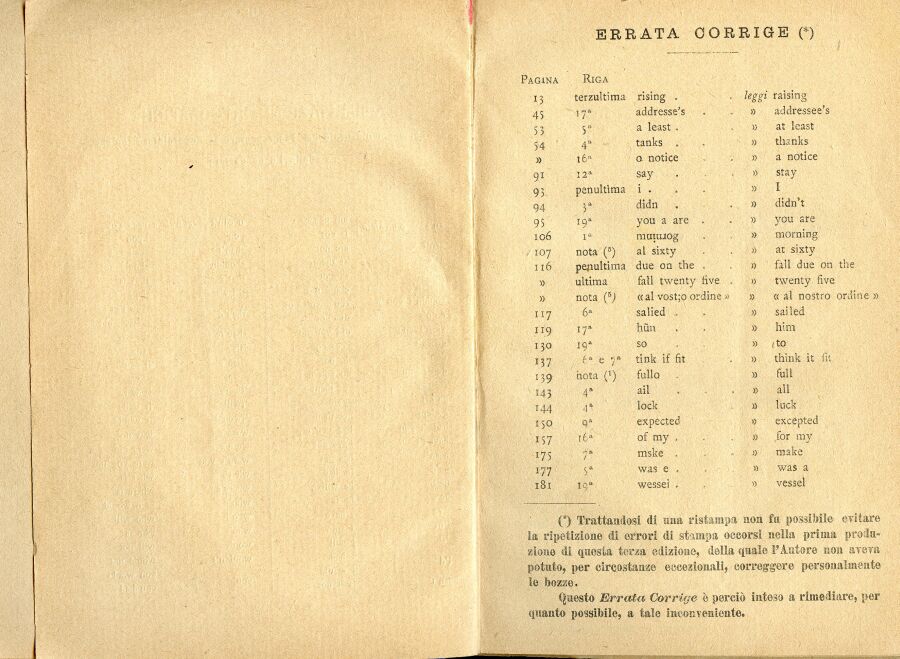 ERRATA CORRIGE (*)
PAGINA RIGA
13 terzultima rising . leggi raising
45 17ª addresse's . . » addressee's
53 5ª a least . . . » at least
54 4ª tanks . . . » thanks
» 16ª o notice . . » a notice
91 12ª say . . . » stay
93 penultima i . . . . » I
94 3ª didn . . . » didn't
95 19ª you a are . . » you are
106 1ª . . » morning
107 nota (⁸) al sixty . . » at sixty
116 penultima due on the . . » fall due on the
» ultima fall twenty five . » twenty five
» nota (⁸) « al vost;o ordine » » « al nostro ordine »
117 6ª salied . . » sailed
119 17ª hün . . » him
130 19ª so . . » to
137 6ª e 7ª tink if fit . » think it fit
139 nota (¹) fullo . » full
143 4ª ail . . . » all
144 4ª lock . . » luck
150 9ª expected . » excepted
157 16ª of my . . . » for my
175 7ª mske . . . » make
177 5ª was e . . . » was a
181 19ª wessei . . . » vessel
(*) Trattandosi di una ristampa non fu possibile evitare
la ripetizione di errori di stampa occorsi nella prima produ-
zione di questa terza edizione, della quale l'Autore non aveva
potuto, per circostanze eccezionali, correggere personalmente
le bozze.
Questo Errata Corrige è perciò inteso a rimediare, per
quanto possibile, a tale inconveniente.